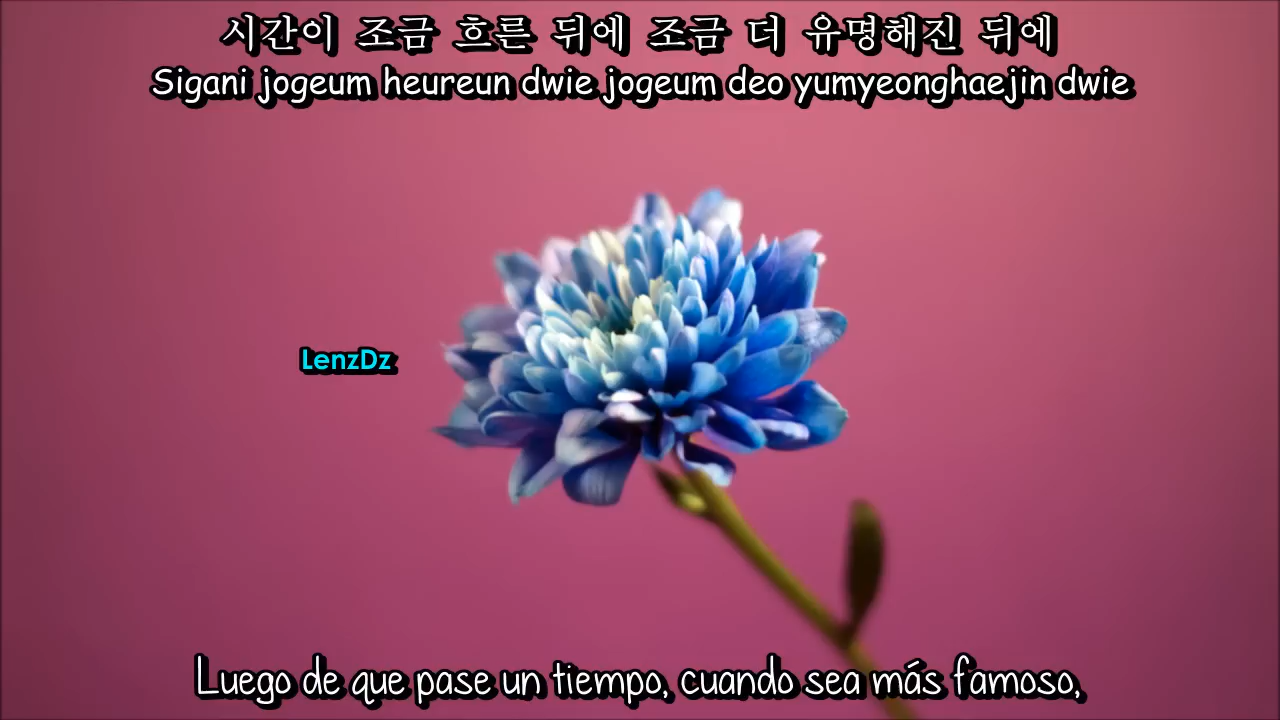 시간이 조금 흐른 뒤에 조금 더 유명해진 뒤에
Sigani jogeum heureun dwie jogeum deo yumyeonghaejin dwie
LenzDz
Luego de que pase un tiempo, cuando sea más famoso,